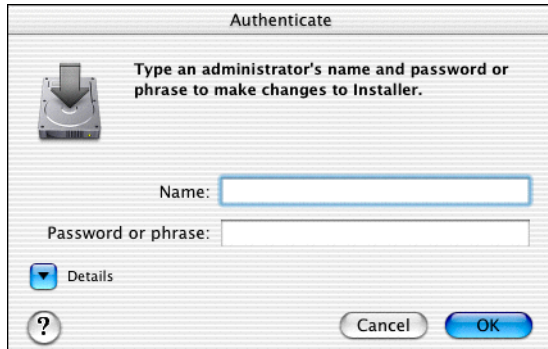 Authenticate
Type an administrator's name and password or
phrase to make changes to Installer.
Name:
Password or phrase:
Details
?
Cancel
OK